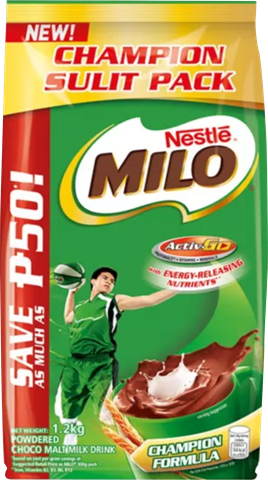 NEW!
CHAMPION
SULIT PACK
Nestlé
MILO
Activ-GO
with ENERGY-RELEASING
NUTRIENTS**
SAVE ₱50!
AS MUCH AS
NET WEIGHT: 1.2kg
POWDERED
CHOCO MALT MILK DRINK
CHAMPION
FORMULA